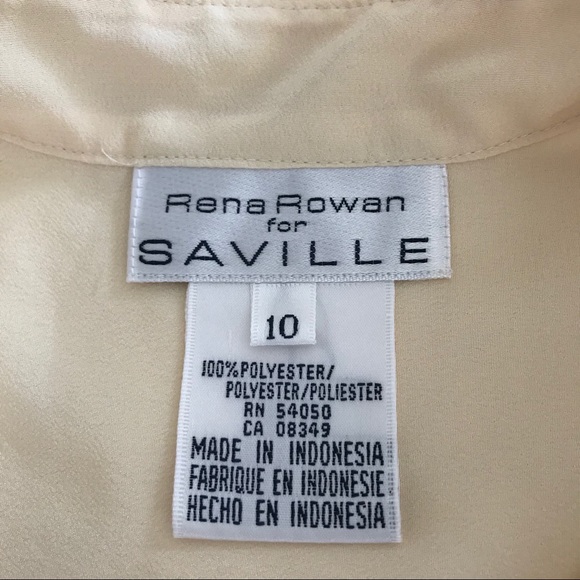 Rena Rowan
for
SAVILLE
10
100%POLYESTER/
POLYESTER/POLIESTER
RN 54050
CA 08349
MADE IN INDONESIA
FABRIQUE EN INDONESIE
HECHO EN INDONESIA